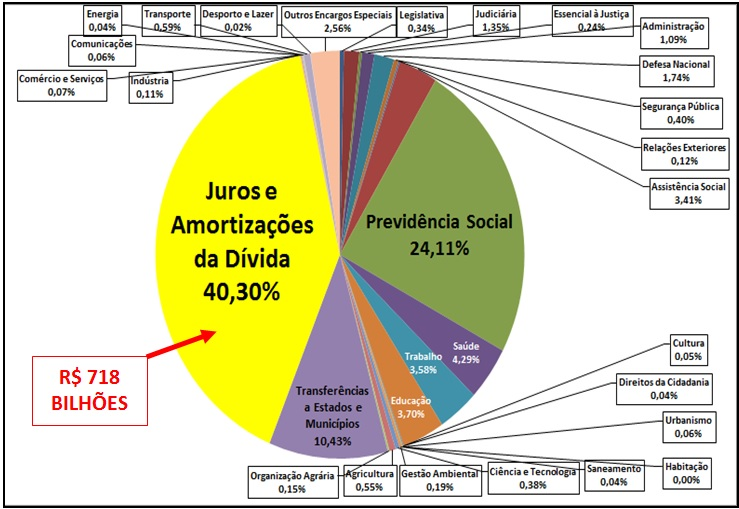 Energia
0,04%
Transporte
0,59%
Desporto e Lazer
0,02%
Outros Encargos Especiais
2,56%
Legislativa
0,34%
Judiciária
1,35%
Essencial à Justiça
0,24%
Administração
1,09%
Comunicações
0,06%
Defesa Nacional
1,74%
Comércio e Serviços
0,07%
Indústria
0,11%
Segurança Pública
0,40%
Relações Exteriores
0,12%
Assistência Social
3,41%
Juros e
Amortizações
da Dívida
40,30%
Previdência Social
24,11%
R$ 718
BILHÕES
Saúde
4,29%
Trabalho
3,58%
Educação
3,70%
Transferências
a Estados e
Municípios
10,43%
Cultura
0,05%
Direitos da Cidadania
0,04%
Urbanismo
0,06%
Habitação
0,00%
Saneamento
0,04%
Ciência e Tecnologia
0,38%
Gestão Ambiental
0,19%
Agricultura
0,55%
Organização Agrária
0,15%